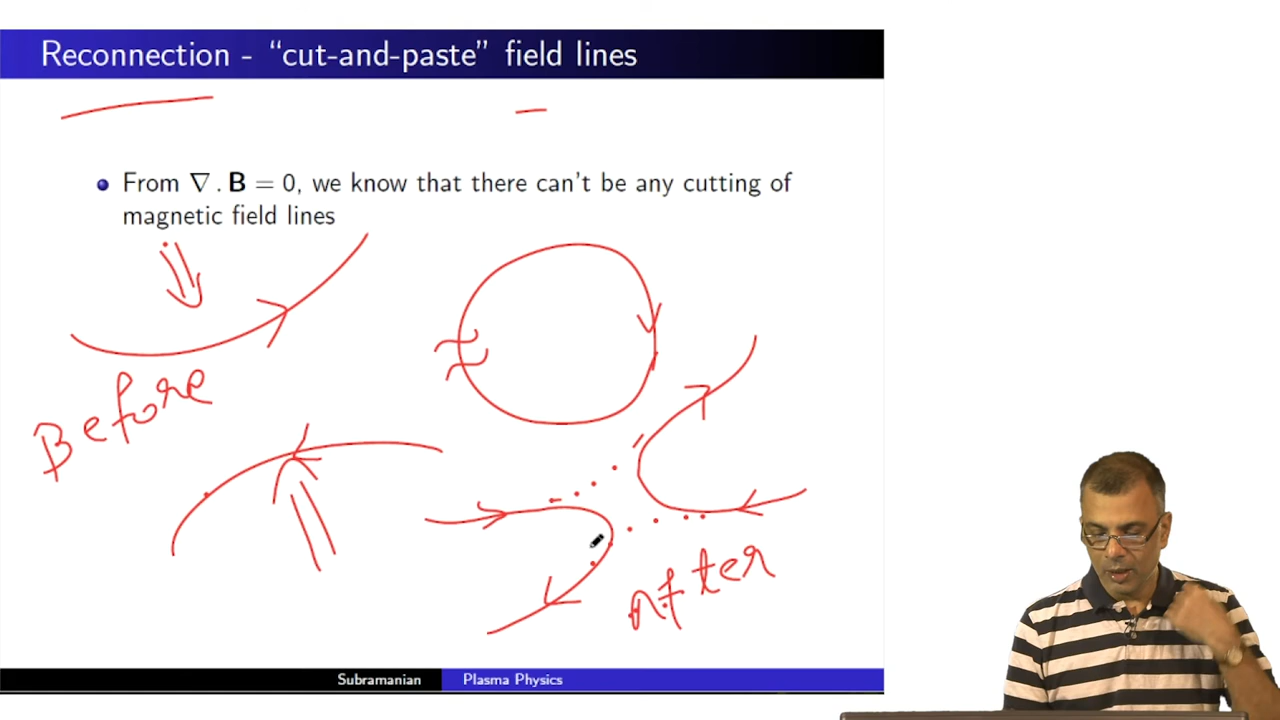 Reconnection - “cut-and-paste” field lines
From ∇ . B = 0, we know that there can't be any cutting of
magnetic field lines
Before
After
Subramanian
Plasma Physics